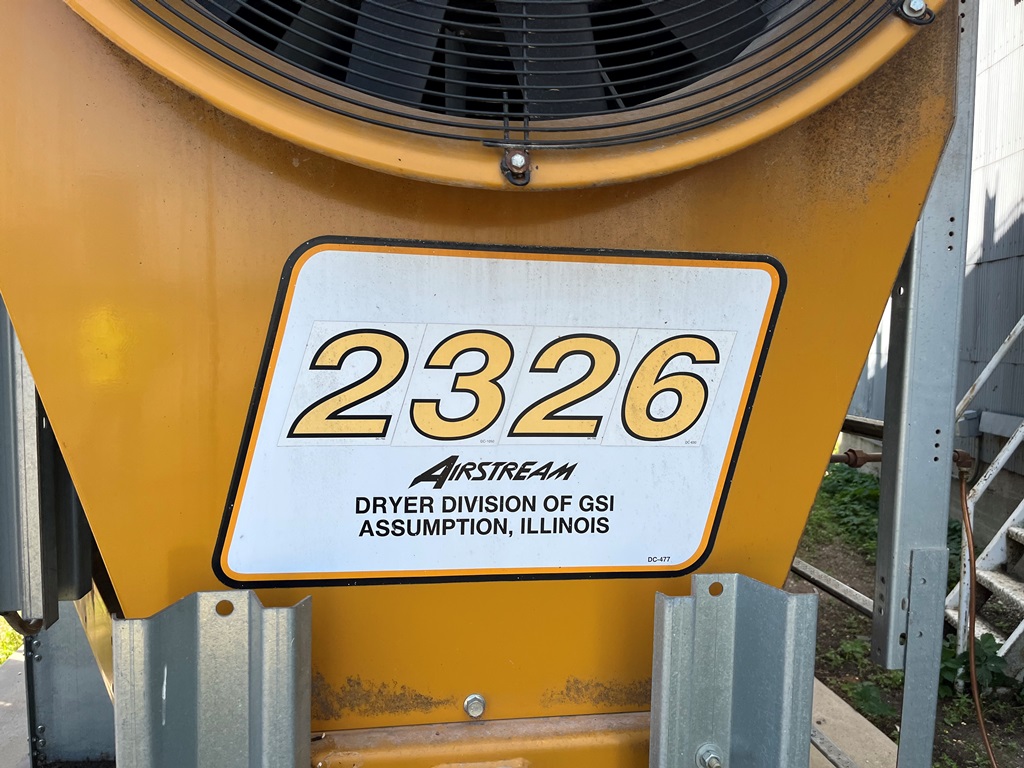 2326
AIRSTREAM
DRYER DIVISION OF GSI
ASSUMPTION, ILLINOIS
DC-477